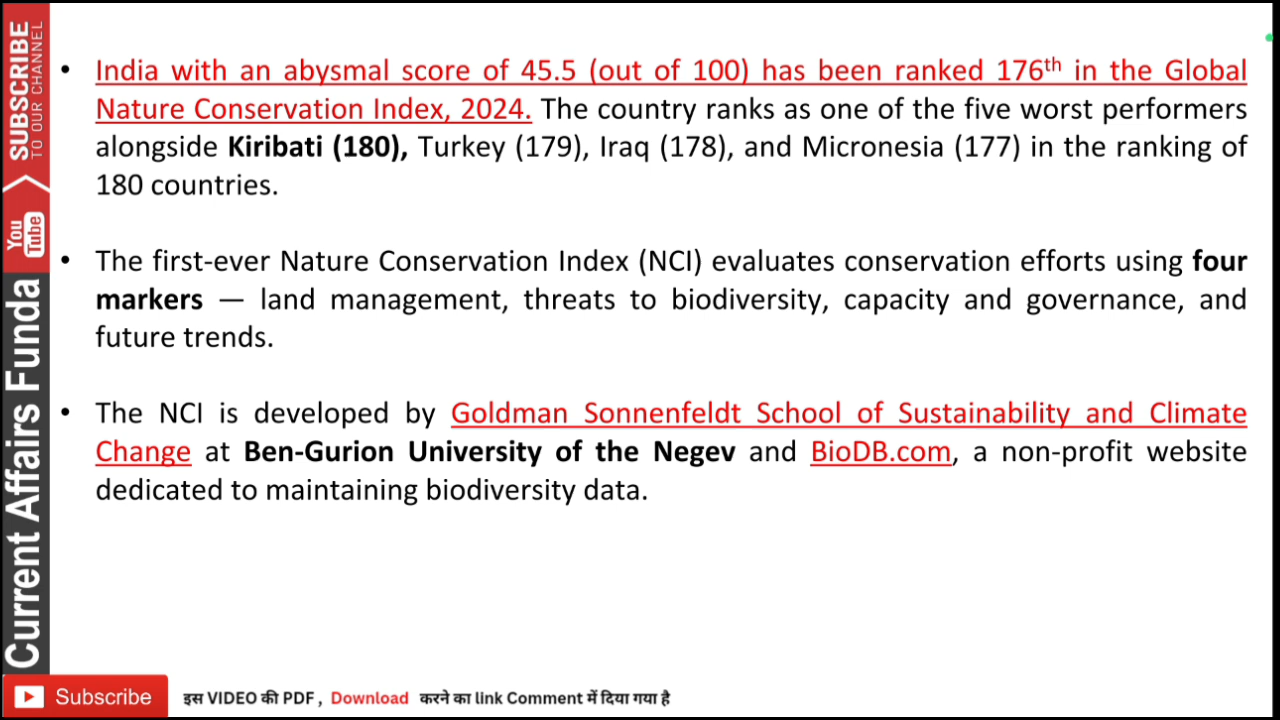 • India with an abysmal score of 45.5 (out of 100) has been ranked 176th in the Global
Nature Conservation Index, 2024. The country ranks as one of the five worst performers
alongside Kiribati (180), Turkey (179), Iraq (178), and Micronesia (177) in the ranking of
180 countries.
• The first-ever Nature Conservation Index (NCI) evaluates conservation efforts using four
markers — land management, threats to biodiversity, capacity and governance, and
future trends.
• The NCI is developed by Goldman Sonnenfeldt School of Sustainability and Climate
Change at Ben-Gurion University of the Negev and BioDB.com, a non-profit website
dedicated to maintaining biodiversity data.
SUBSCRIBE
TO OUR CHANNEL
You
Tube
Current Affairs Funda
Subscribe
इस VIDEO की PDF , Download करने का link Comment में दिया गया है